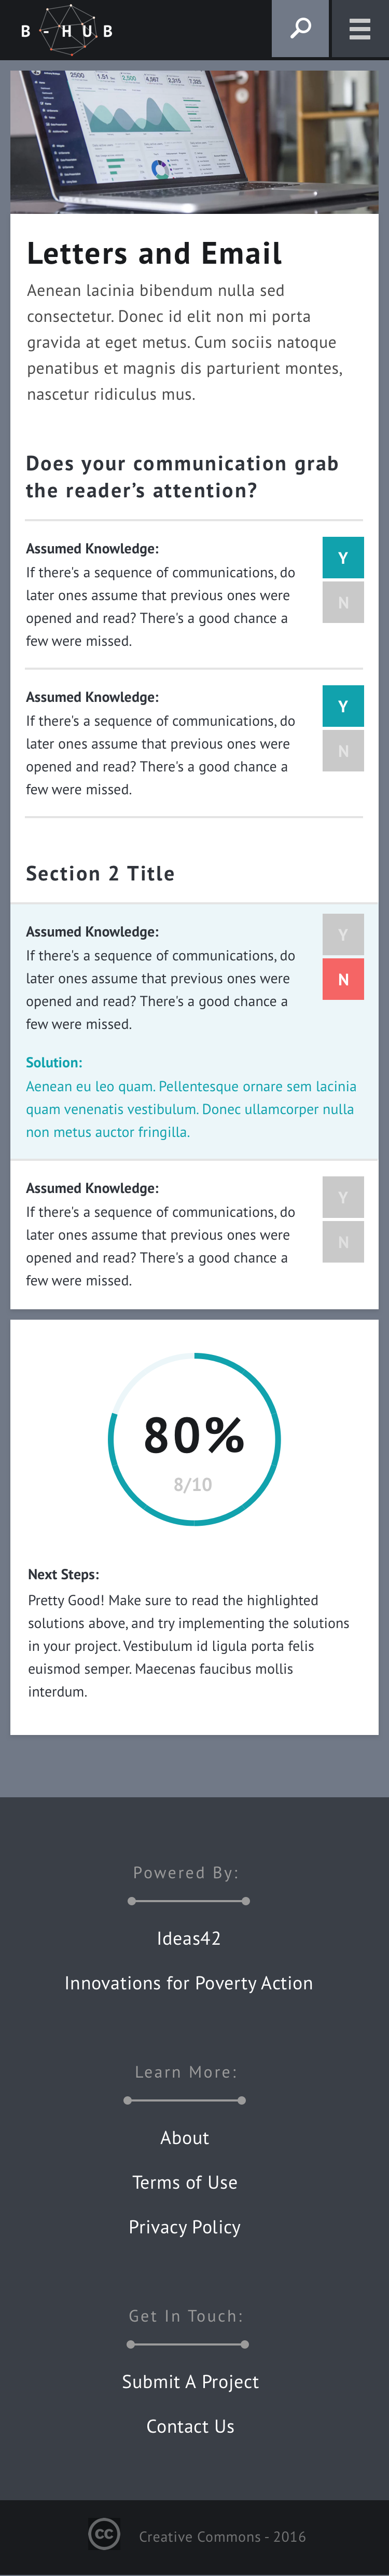 B - H U B
Letters and Email
Aenean lacinia bibendum nulla sed
consectetur. Donec id elit non mi porta
gravida at eget metus. Cum sociis natoque
penatibus et magnis dis parturient montes,
nascetur ridiculus mus.
Does your communication grab
the reader’s attention?
Assumed Knowledge:
Y
If there's a sequence of communications, do
later ones assume that previous ones were
N
opened and read? There's a good chance a
few were missed.
Assumed Knowledge:
Y
If there's a sequence of communications, do
later ones assume that previous ones were
N
opened and read? There's a good chance a
few were missed.
Section 2 Title
Assumed Knowledge:
Y
If there's a sequence of communications, do
later ones assume that previous ones were
N
opened and read? There's a good chance a
few were missed.
Solution:
Aenean eu leo quam. Pellentesque ornare sem lacinia
quam venenatis vestibulum. Donec ullamcorper nulla
non metus auctor fringilla.
Assumed Knowledge:
Y
If there's a sequence of communications, do
later ones assume that previous ones were
N
opened and read? There's a good chance a
few were missed.
80%
8/10
Next Steps:
Pretty Good! Make sure to read the highlighted
solutions above, and try implementing the solutions
in your project. Vestibulum id ligula porta felis
euismod semper. Maecenas faucibus mollis
interdum.
Powered By:
Ideas42
Innovations for Poverty Action
Learn More:
About
Terms of Use
Privacy Policy
Get In Touch:
Submit A Project
Contact Us
cc
Creative Commons - 2016